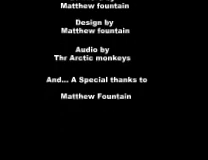 Matthew fountain
Design by
Matthew fountain
Audio by
Thr Arctic monkeys
And... A Special thanks to
Matthew Fountain